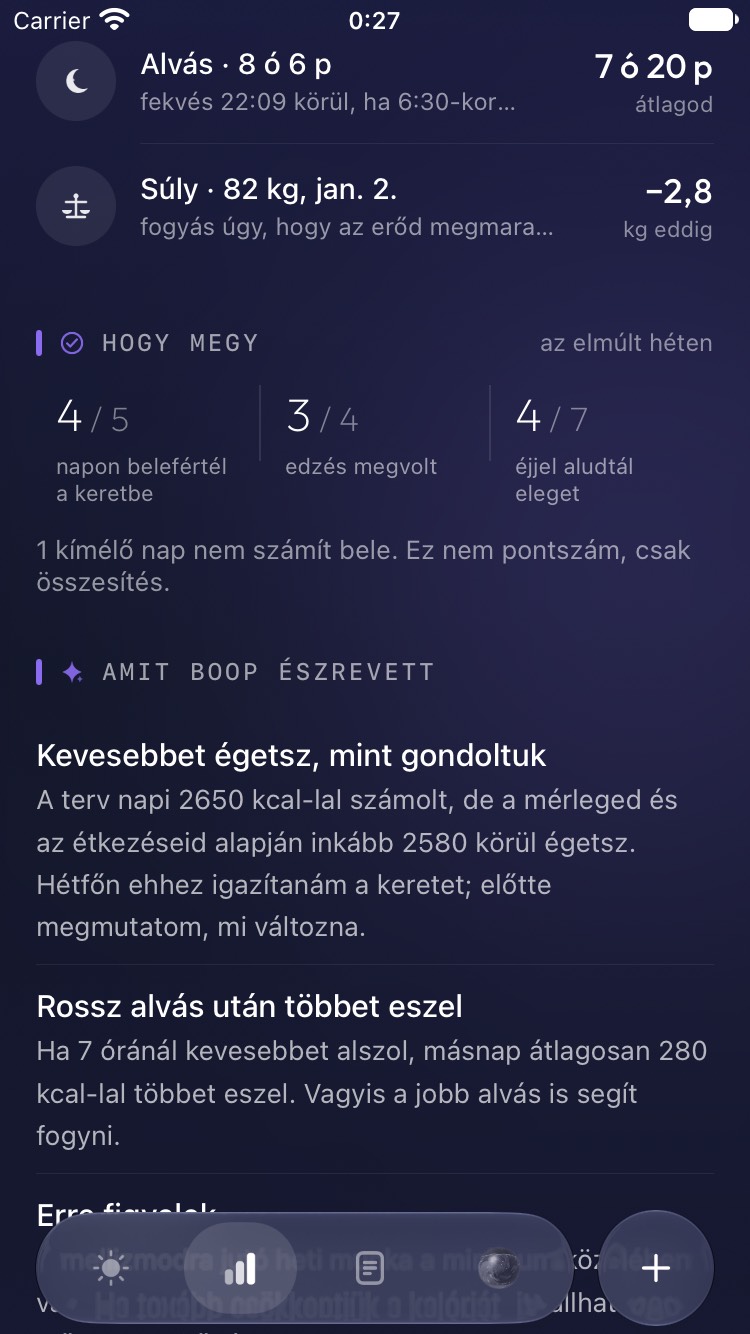 Carrier
0:27
Alvás · 8 ó 6 p
7 ó 20 p
fekvés 22:09 körül, ha 6:30-kor…
átlagod
Súly · 82 kg, jan. 2.
−2,8
fogyás úgy, hogy az erőd megmara…
kg eddig
HOGY MEGY
az elmúlt héten
4 / 5
3 / 4
4 / 7
napon belefértél
a keretbe
edzés megvolt
éjjel aludtál
eleget
1 kímélő nap nem számít bele. Ez nem pontszám, csak
összesítés.
AMIT BOOP ÉSZREVETT
Kevesebbet égetsz, mint gondoltuk
A terv napi 2650 kcal-lal számolt, de a mérleged és
az étkezéseid alapján inkább 2580 körül égetsz.
Hétfőn ehhez igazítanám a keretet; előtte
megmutatom, mi változna.
Rossz alvás után többet eszel
Ha 7 óránál kevesebbet alszol, másnap átlagosan 280
kcal-lal többet eszel. Vagyis a jobb alvás is segít
fogyni.
Erre figyelek